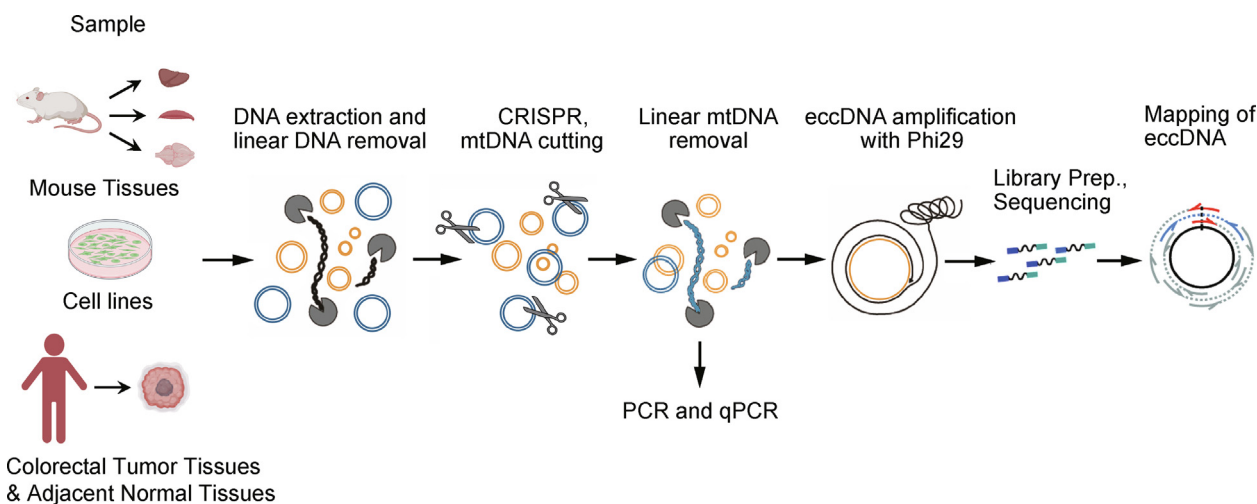 Sample
Mouse Tissues
Cell lines
Colorectal Tumor Tissues
& Adjacent Normal Tissues
DNA extraction and
linear DNA removal
CRISPR,
mtDNA cutting
Linear mtDNA
removal
PCR and qPCR
eccDNA amplification
with Phi29
Library Prep.,
Sequencing
Mapping of
eccDNA